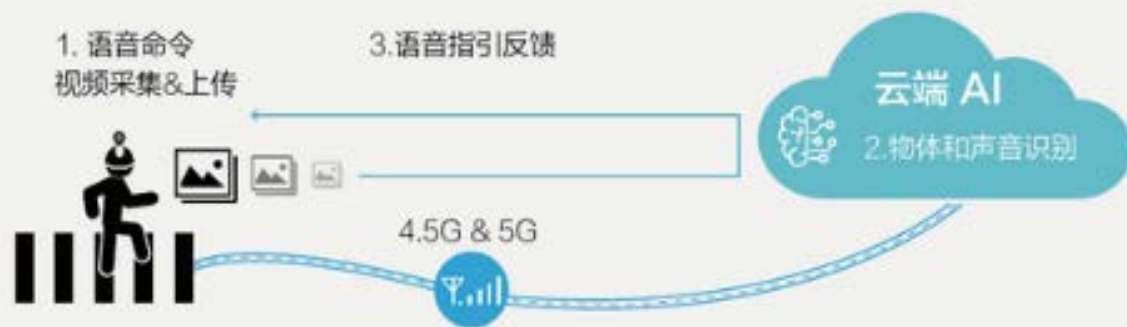 1. 语音命令
视频采集&上传
3.语音指引反馈
云端 AI
2.物体和声音识别
4.5G & 5G